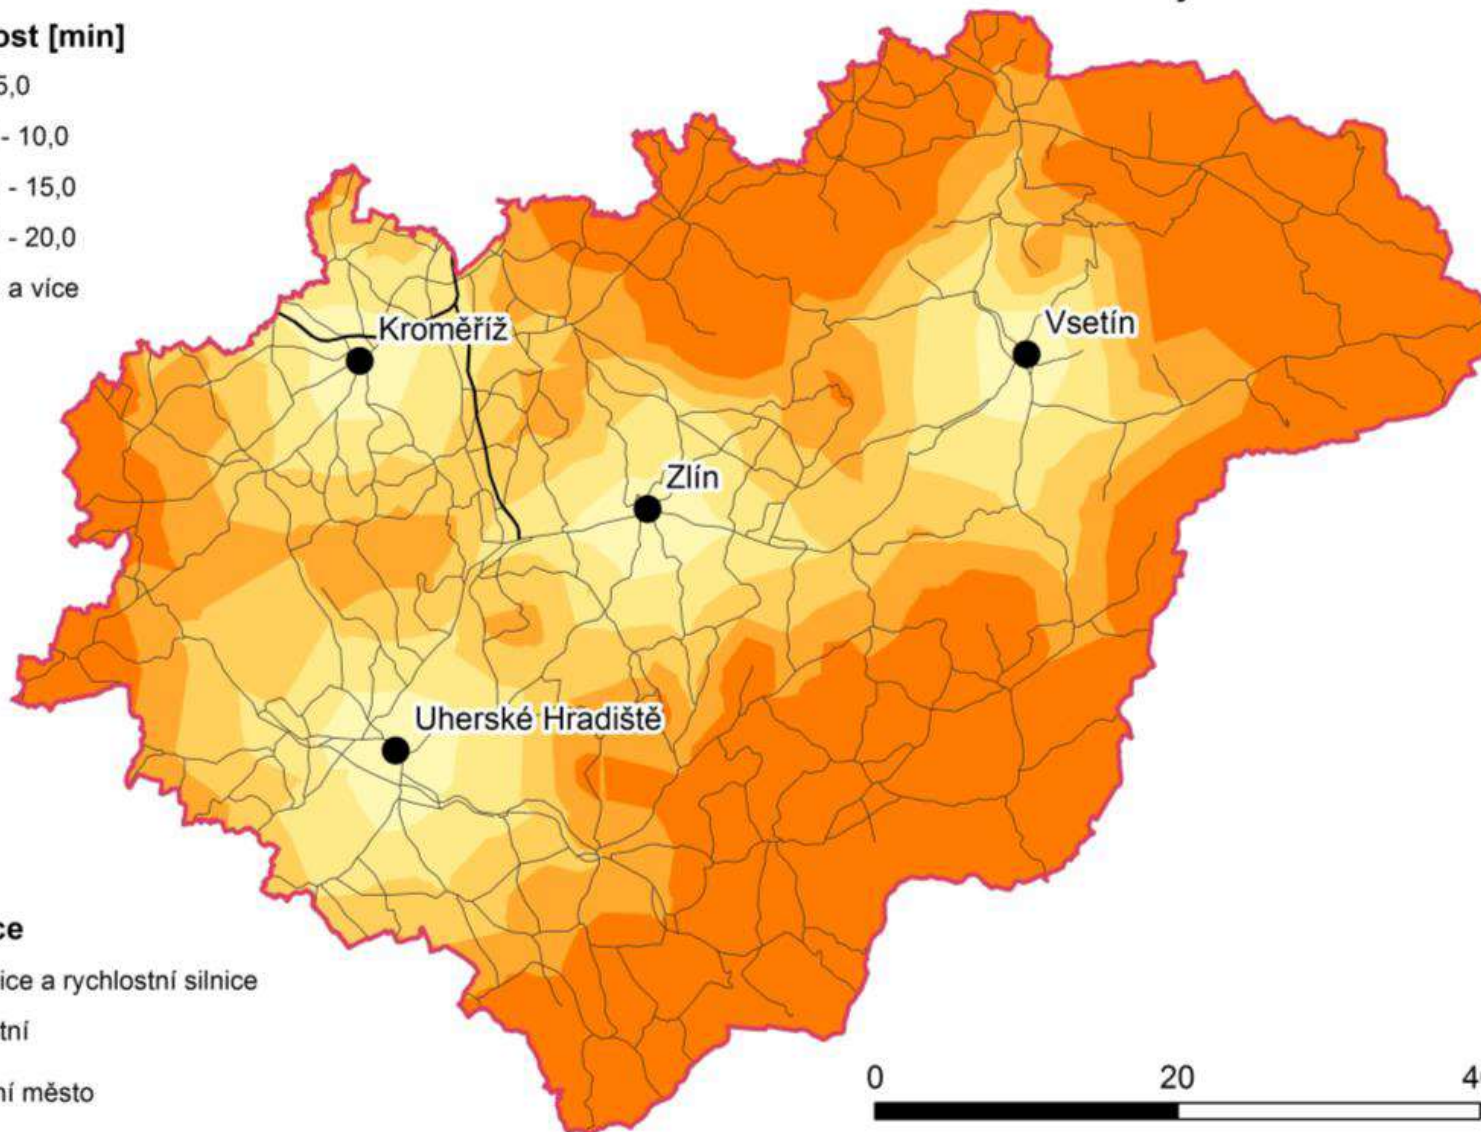 ost [min]
5,0
- 10,0
- 15,0
- 20,0
a více
Kroměříž
Vsetín
Zlín
Uherské Hradiště
ce
ice a rychlostní silnice
tní
ní město
0 20 4